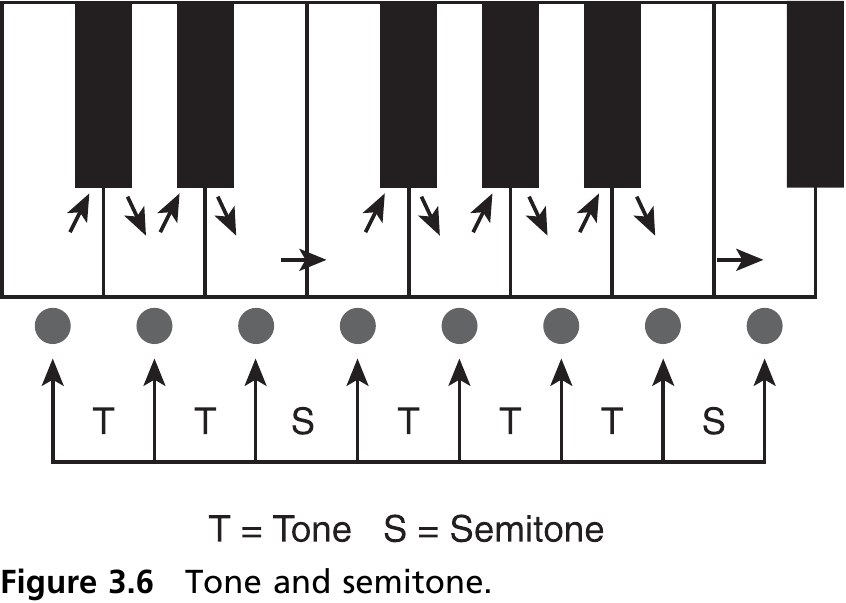 T T S T T T S
T = Tone S = Semitone
Figure 3.6 Tone and semitone.